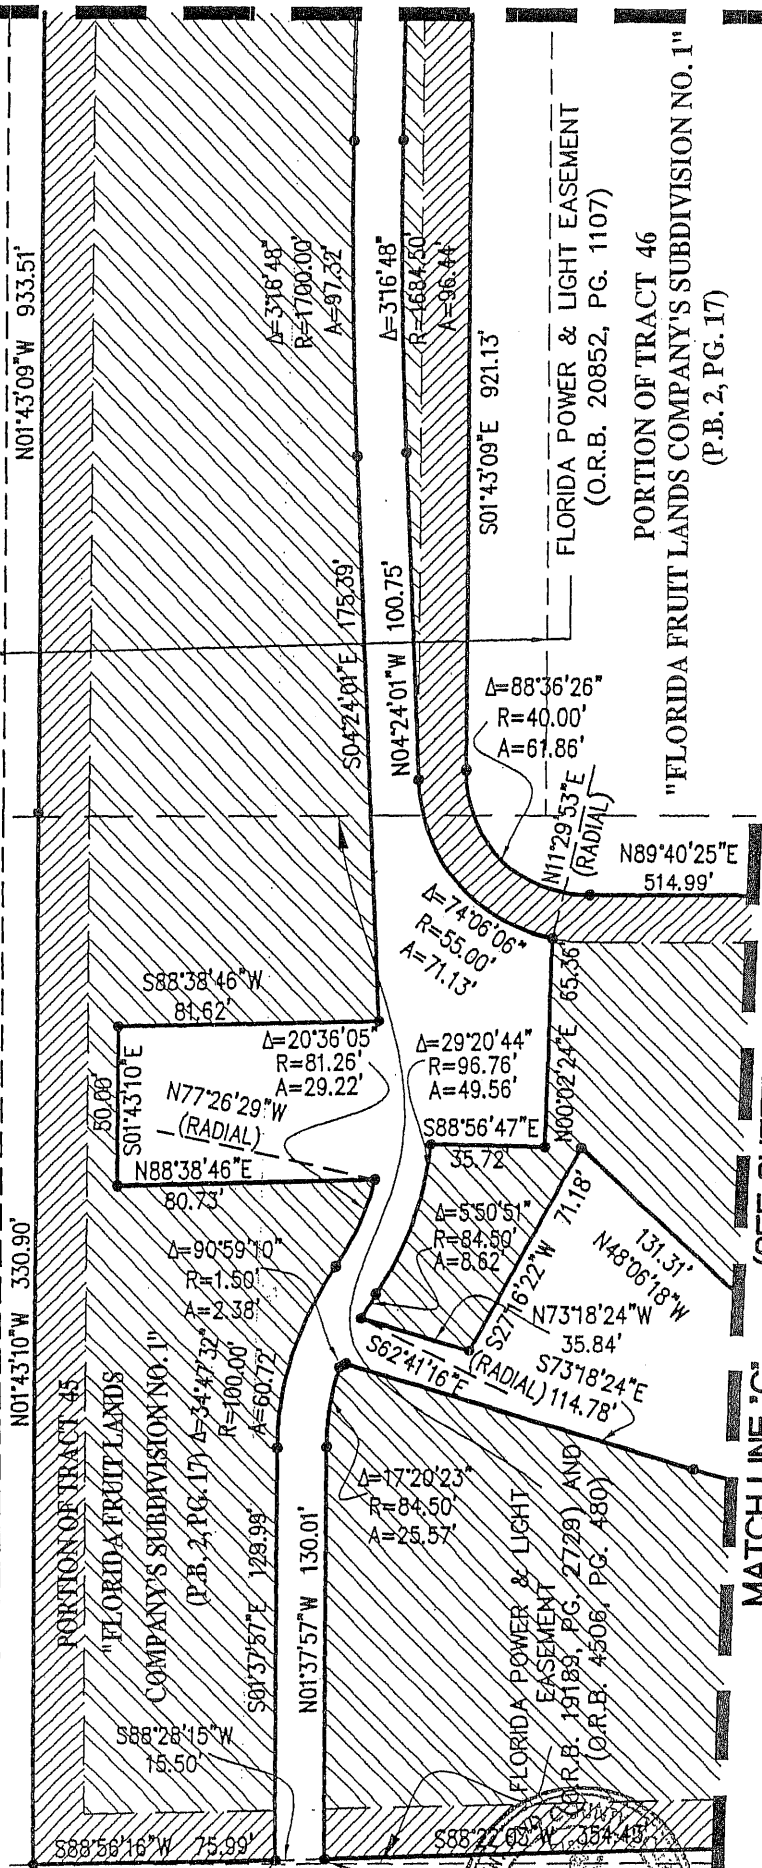 N01°43'09"W 933.51'
Δ=3°16'48"
R=1700.00'
A=97.32'
Δ=3°16'48"
R=1684.50'
A=96.44'
S01°43'09"E 921.13'
FLORIDA POWER & LIGHT EASEMENT
(O.R.B. 20852, PG. 1107)
PORTION OF TRACT 46
"FLORIDA FRUIT LANDS COMPANY'S SUBDIVISION NO. 1"
(P.B. 2, PG. 17)
S04°24'01"E 175.39'
N04°24'01"W 100.75'
Δ=88°36'26"
R=40.00'
A=61.86'
N11°29'53"E
(RADIAL)
N89°40'25"E
514.99'
Δ=74°06'06"
R=55.00'
A=71.13'
S88°38'46"W
81.62'
Δ=20°36'05"
R=81.26'
A=29.22'
Δ=29°20'44"
R=96.76'
A=49.56'
50.00'
S01°43'10"E
N77°26'29"W
(RADIAL)
N00°02'24"E 65.36'
S88°56'47"E
35.72'
N88°38'46"E
80.73'
Δ=5°50'51"
R=84.50'
A=8.62'
S27°16'22"W 71.18'
131.31'
N48°06'18"W
Δ=90°59'10"
R=1.50'
A=2.38'
N73°18'24"W
35.84'
S62°41'16"E
(RADIAL)
S73°18'24"E
114.78'
N01°43'10"W 330.90'
PORTION OF TRACT 45
"FLORIDA FRUIT LANDS
COMPANY'S SUBDIVISION NO. 1"
(P.B. 2, PG. 17)
Δ=34°47'32"
R=100.00'
A=60.72'
Δ=17°20'23"
R=84.50'
A=25.57'
S01°37'57"E 129.99'
N01°37'57"W 130.01'
FLORIDA POWER & LIGHT
EASEMENT
(O.R.B. 19189, PG. 2729) AND
(O.R.B. 4506, PG. 480)
S88°28'15"W
15.50'
S88°56'16"W 75.99'
S88°22'03"W 354.43'
MATCH LINE "C"